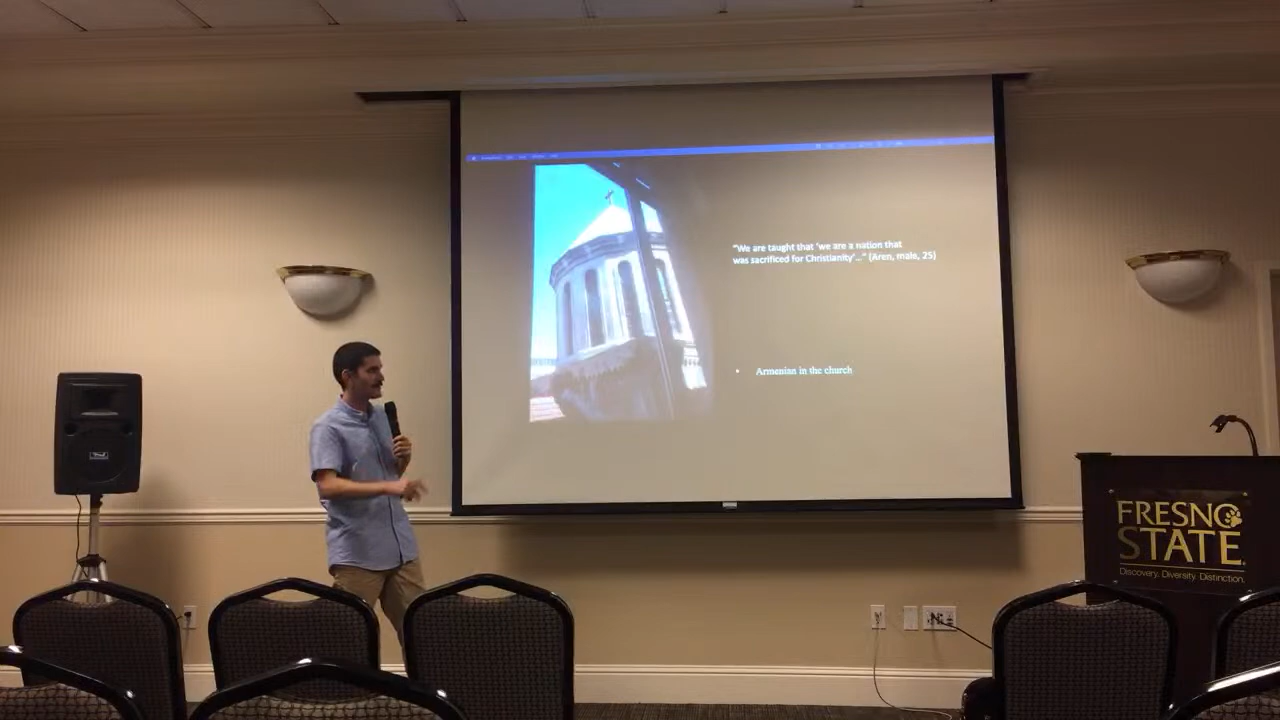 “We are taught that ‘we are a nation that
was sacrificed for Christianity’...” (Aren, male, 25)
• Armenian in the church
FRESNO
STATE
Discovery. Diversity. Distinction.